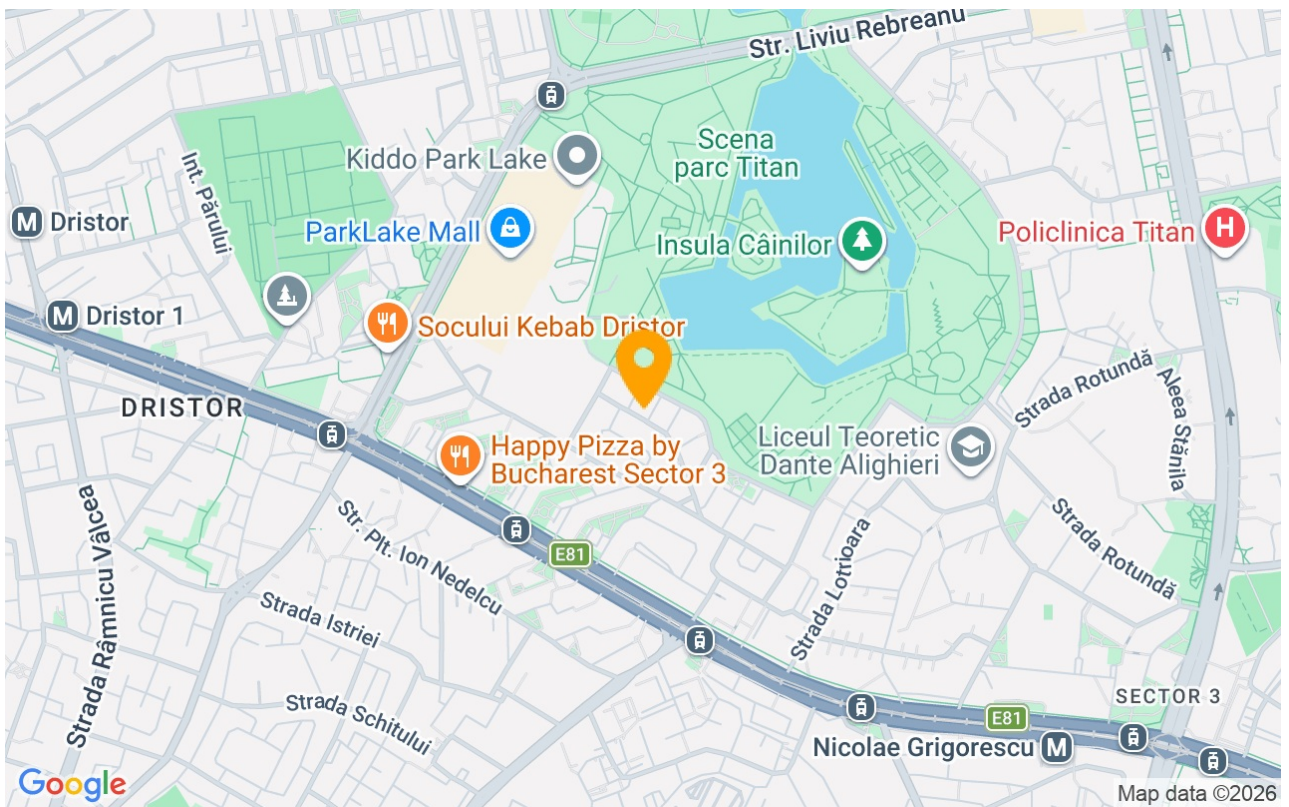 Str. Liviu Rebreanu
Kiddo Park Lake
Scena
parc Titan
Int. Părului
M Dristor
ParkLake Mall
Insula Câinilor
Policlinica Titan
H
M Dristor 1
Socului Kebab Dristor
DRISTOR
Strada Rotundă
Aleea Stănila
Happy Pizza by
Bucharest Sector 3
Liceul Teoretic
Dante Alighieri
Strada Râmnicu Vâlcea
Str. Plt. Ion Nedelcu
E81
Strada Lotrioara
Strada Rotundă
Strada Istriei
Strada Schitului
SECTOR 3
E81
Nicolae Grigorescu M
Google
Map data ©2026